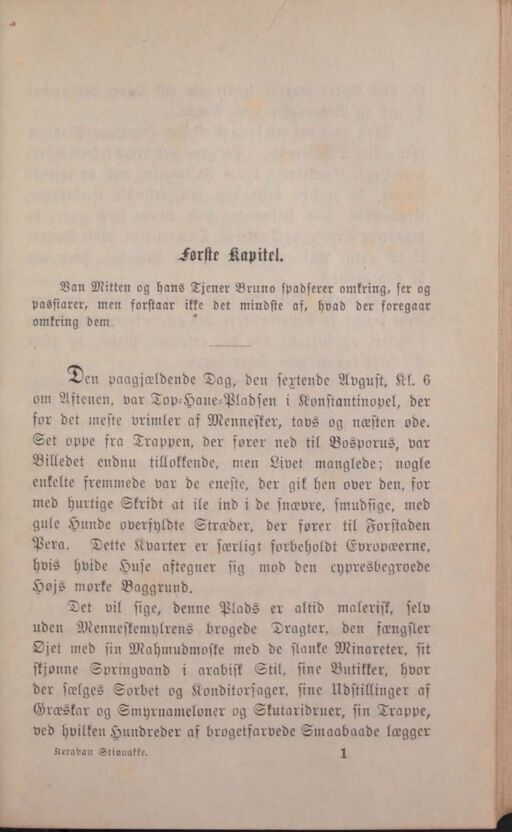 Første Kapitel.
Van Mitten og hans Tjener Bruno spadserer omkring, ser og
passiarer, men forstaar ikke det mindste af, hvad der foregaar
omkring dem.
Den paagjældende Dag, den sextende Avgust, Kl. 6
om Aftenen, var Top-Hane-Pladsen i Konstantinopel, der
for det meste vrimler af Mennesker, tavs og næsten øde.
Set oppe fra Trappen, der fører ned til Bosporus, var
Billedet endnu tillokkende, men Livet manglede; nogle
enkelte fremmede var de eneste, der gik hen over den, for
med hurtige Skridt at ile ind i de snævre, smudsige, med
gule Hunde overfyldte Stræder, der fører til Forstaden
Pera. Dette Kvarter er særligt forbeholdt Evropæerne,
hvis hvide Huse aftegner sig mod den cypresbegroede
Højs mørke Baggrund.
Det vil sige, denne Plads er altid malerisk, selv
uden Menneskemylrens brogede Dragter, den fængsler
Øjet med sin Mahmudmoske med de slanke Minareter, sit
skjønne Springvand i arabisk Stil, sine Butikker, hvor
der sælges Sorbet og Konditorsager, sine Udstillinger af
Græskar og Smyrnameloner og Skutaridruer, sin Trappe,
ved hvilken Hundreder af brogetfarvede Smaabaade lægger
Keraban Stivnakke.
1